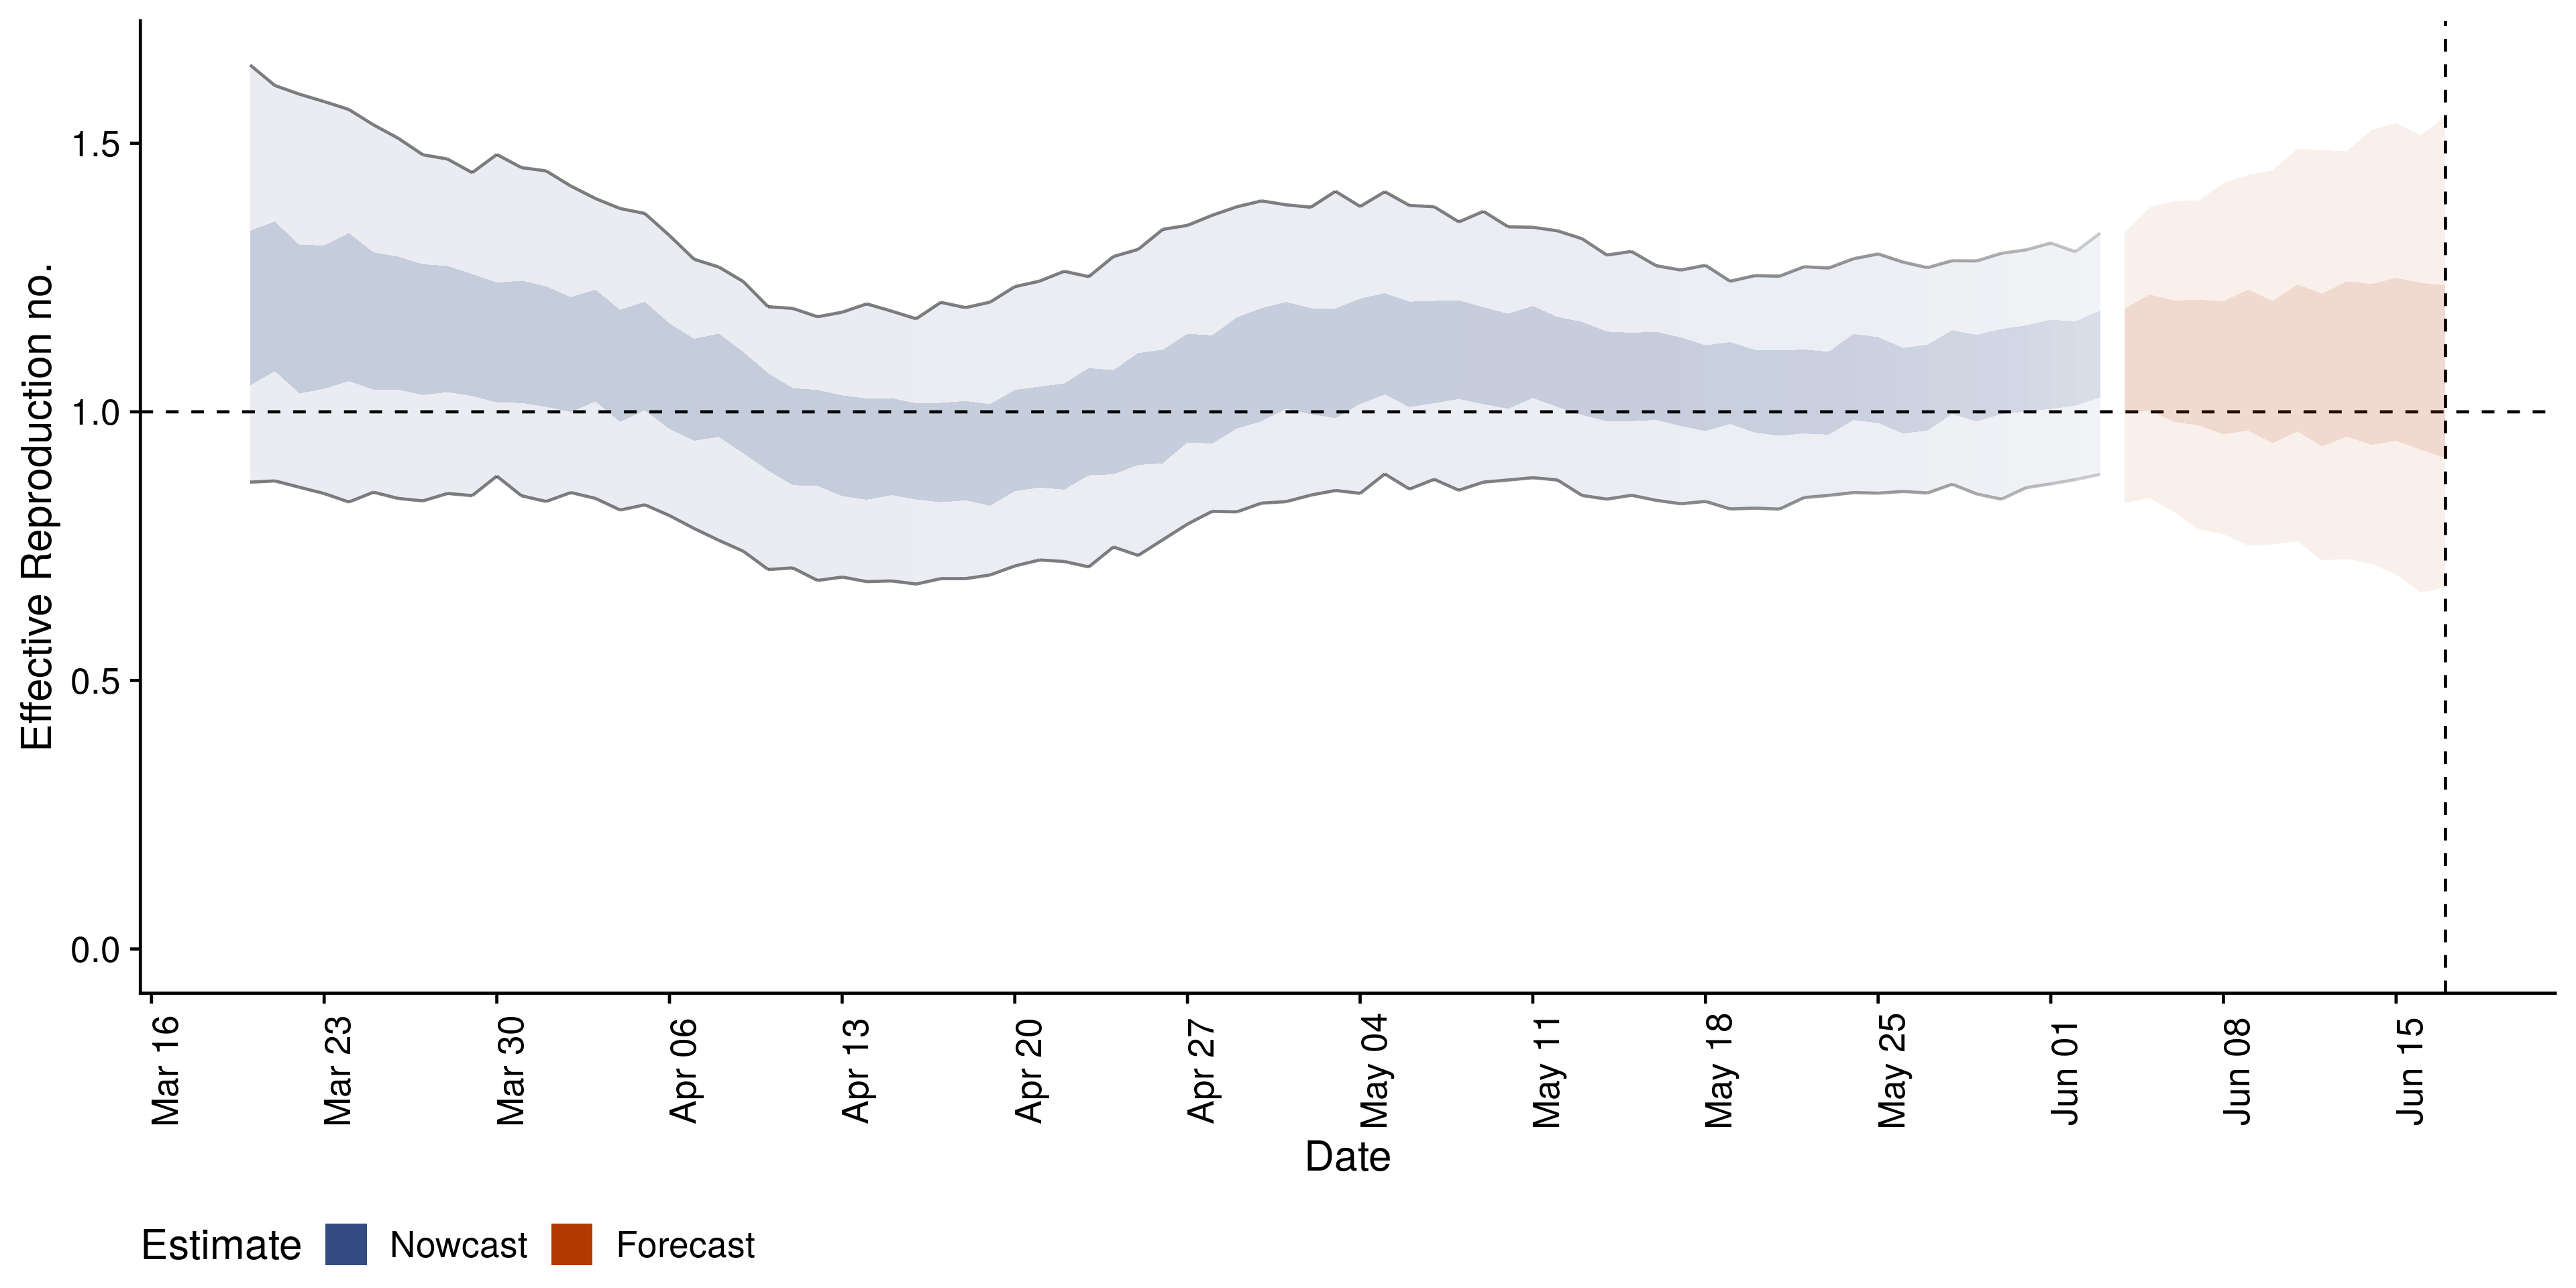 Effective Reproduction no.
1.5
1.0
0.5
0.0
Mar 16
Mar 23
Mar 30
Apr 06
Apr 13
Apr 20
Apr 27
May 04
May 11
May 18
May 25
Jun 01
Jun 08
Jun 15
Date
Estimate Nowcast Forecast